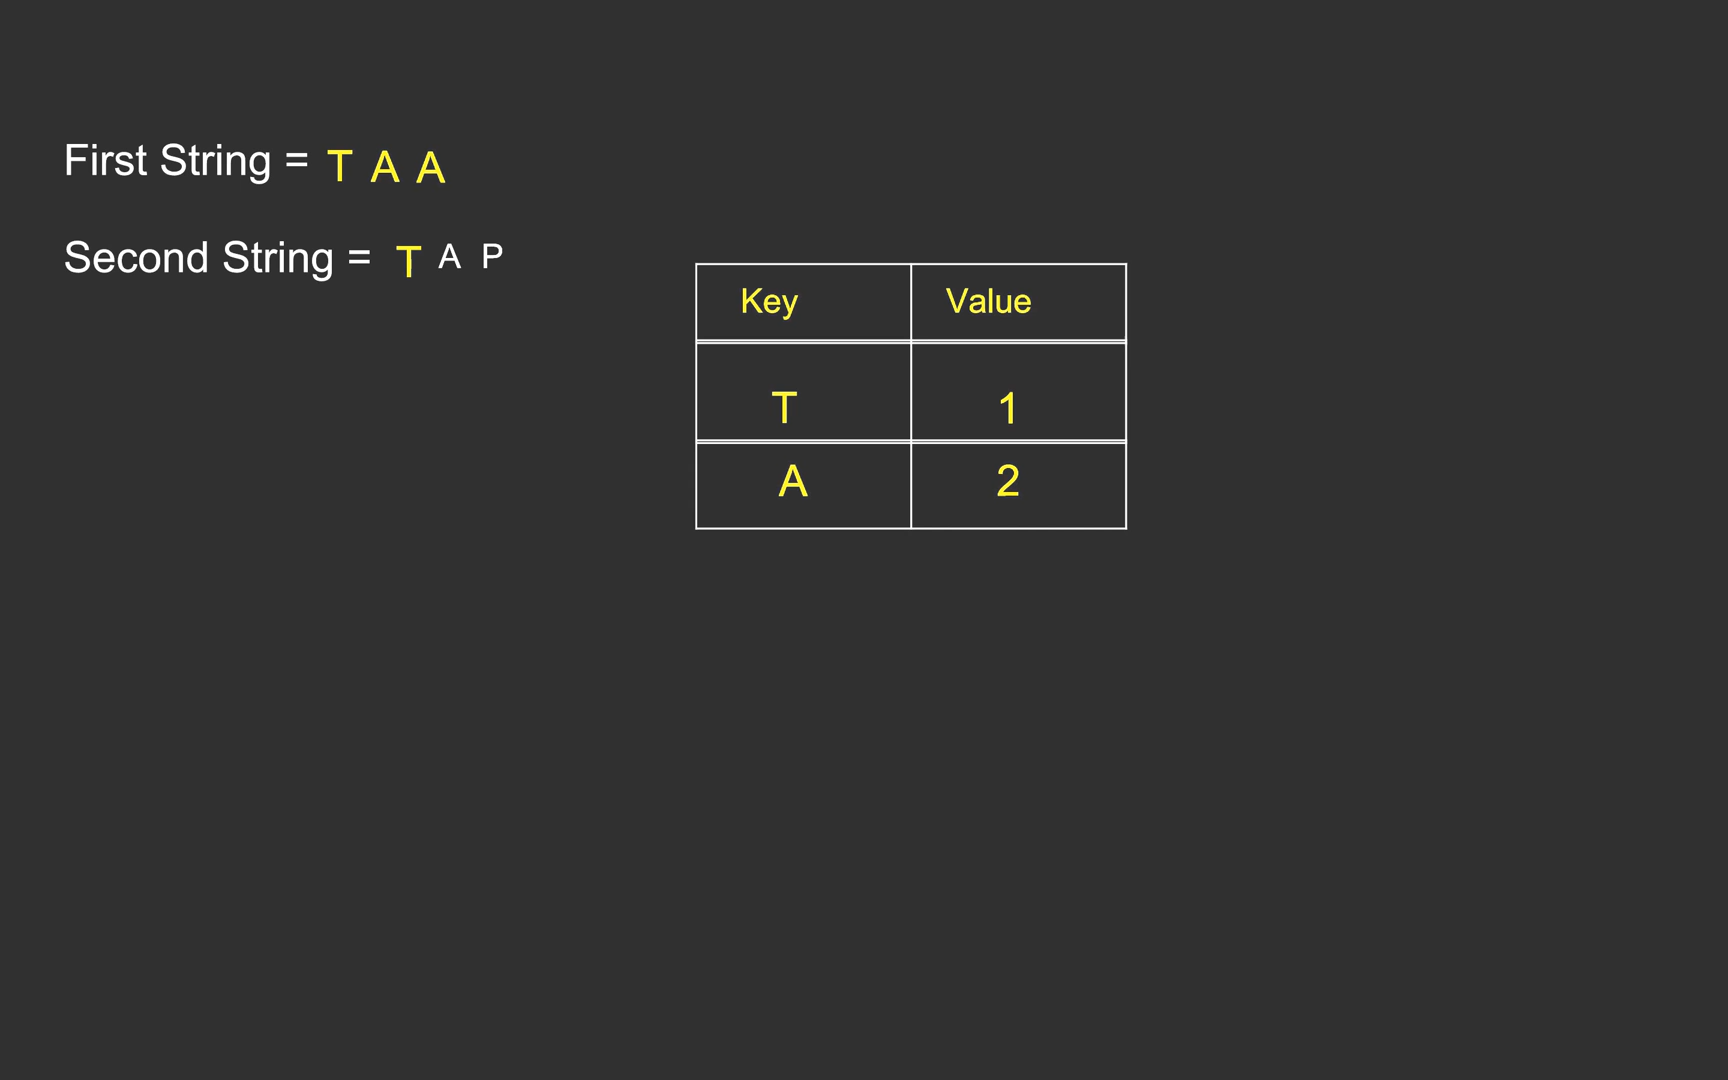 First String = T A A
Second String = T A P
Key Value
T 1
A 2